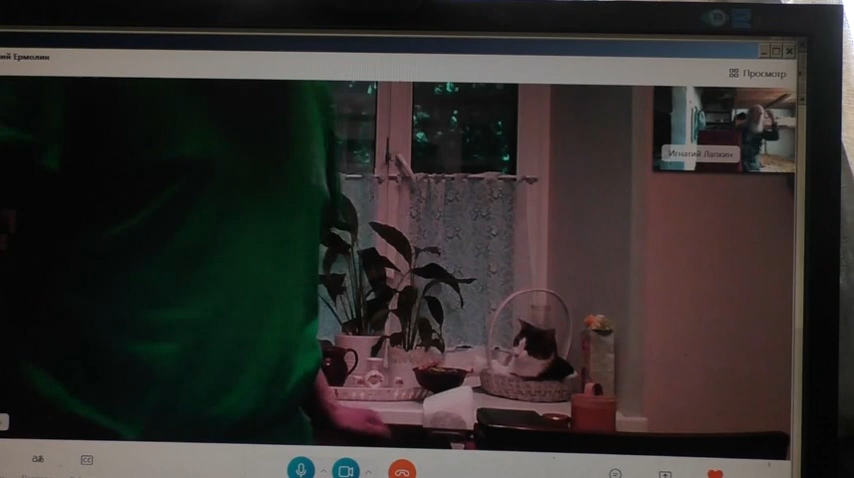 ий Ермолин
Просмотр
Игнатий Лапкин